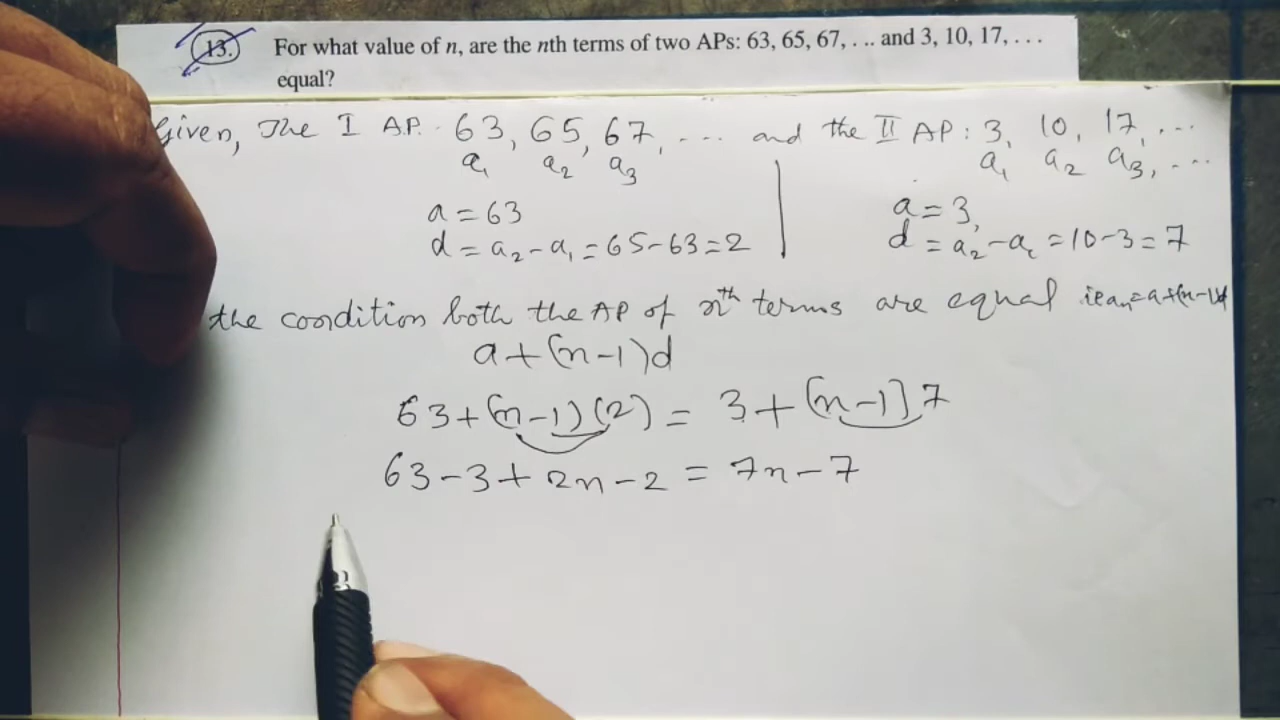 13. For what value of n, are the nth terms of two APs: 63, 65, 67, . . . and 3, 10, 17, . . .
equal?
Given, The I AP. 63, 65, 67, .... and the II AP : 3, 10, 17, ...
a₁ a₂ a₃ a₁ a₂ a₃, ...
a = 63 a = 3,
d = a₂ - a₁ = 65 - 63 = 2 d = a₂ - a₁ = 10 - 3 = 7
the condition both the AP of nth terms are equal i.e aₙ = a + (n - 1)d
a + (n - 1)d
63 + (n - 1) (2) = 3 + (n - 1) 7
63 - 3 + 2n - 2 = 7n - 7